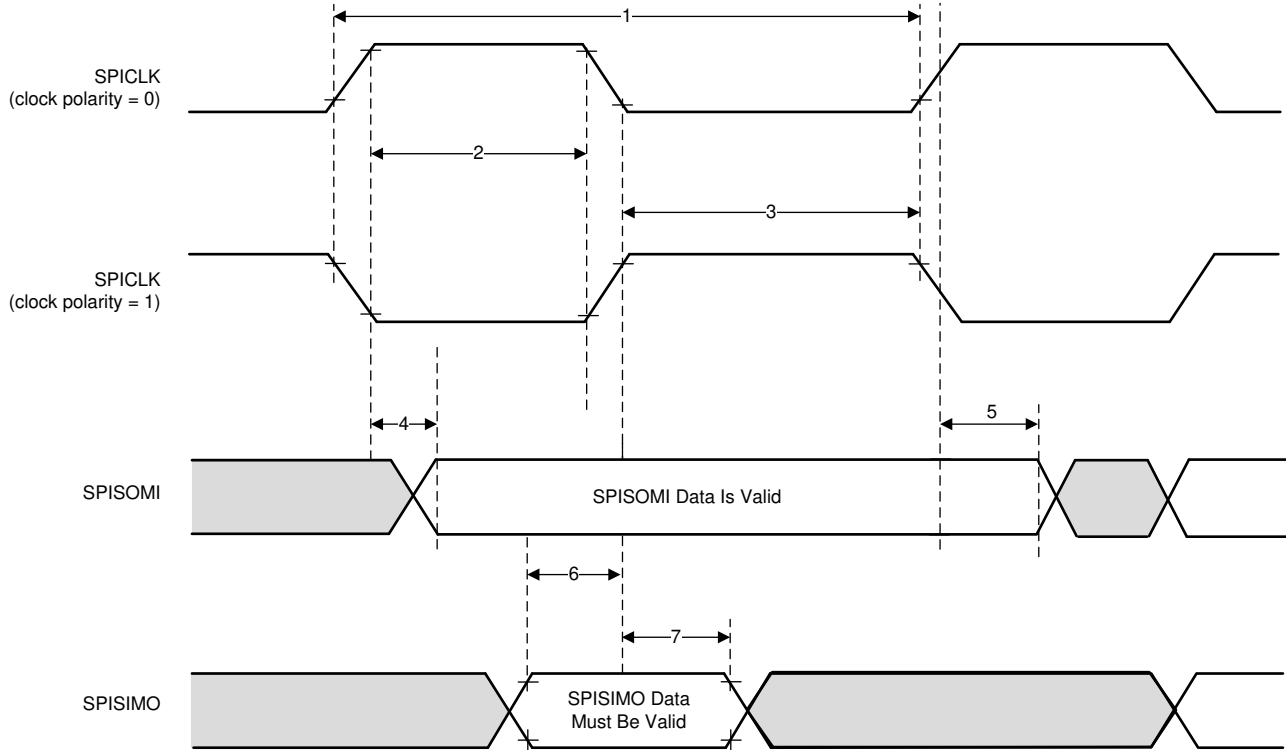 1
SPICLK
(clock polarity = 0)
2
3
SPICLK
(clock polarity = 1)
4
5
SPISOMI
SPISOMI Data Is Valid
6
7
SPISIMO
SPISIMO Data
Must Be Valid